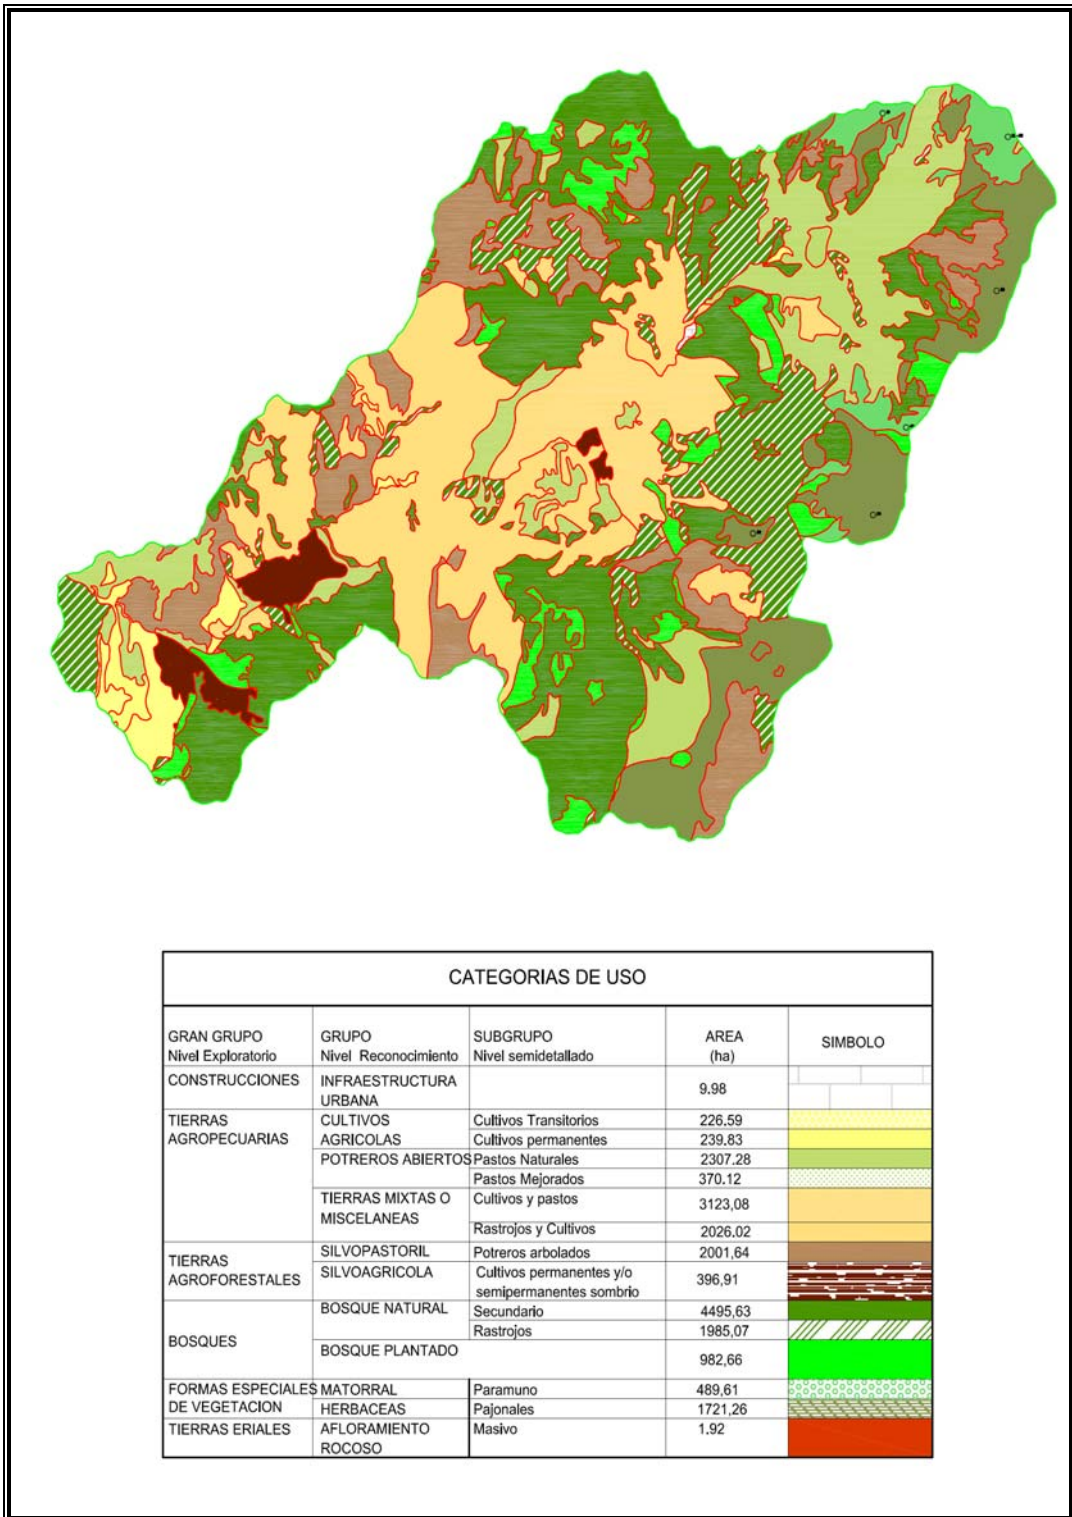 CATEGORIAS DE USO
GRAN GRUPO
Nivel Exploratorio
GRUPO
Nivel Reconocimiento
SUBGRUPO
Nivel semidetallado
AREA
(ha)
SIMBOLO
CONSTRUCCIONES
INFRAESTRUCTURA
URBANA
9.98
TIERRAS
AGROPECUARIAS
CULTIVOS
AGRICOLAS
Cultivos Transitorios
226.59
Cultivos permanentes
239.83
POTREROS ABIERTOS
Pastos Naturales
2307.28
Pastos Mejorados
370.12
TIERRAS MIXTAS O
MISCELANEAS
Cultivos y pastos
3123,08
Rastrojos y Cultivos
2026.02
TIERRAS
AGROFORESTALES
SILVOPASTORIL
Potreros arbolados
2001,64
SILVOAGRICOLA
Cultivos permanentes y/o
semipermanentes sombrio
396,91
BOSQUES
BOSQUE NATURAL
Secundario
4495,63
Rastrojos
1985,07
BOSQUE PLANTADO
982,66
FORMAS ESPECIALES
DE VEGETACION
MATORRAL
Paramuno
489,61
HERBACEAS
Pajonales
1721,26
TIERRAS ERIALES
AFLORAMIENTO
ROCOSO
Masivo
1.92